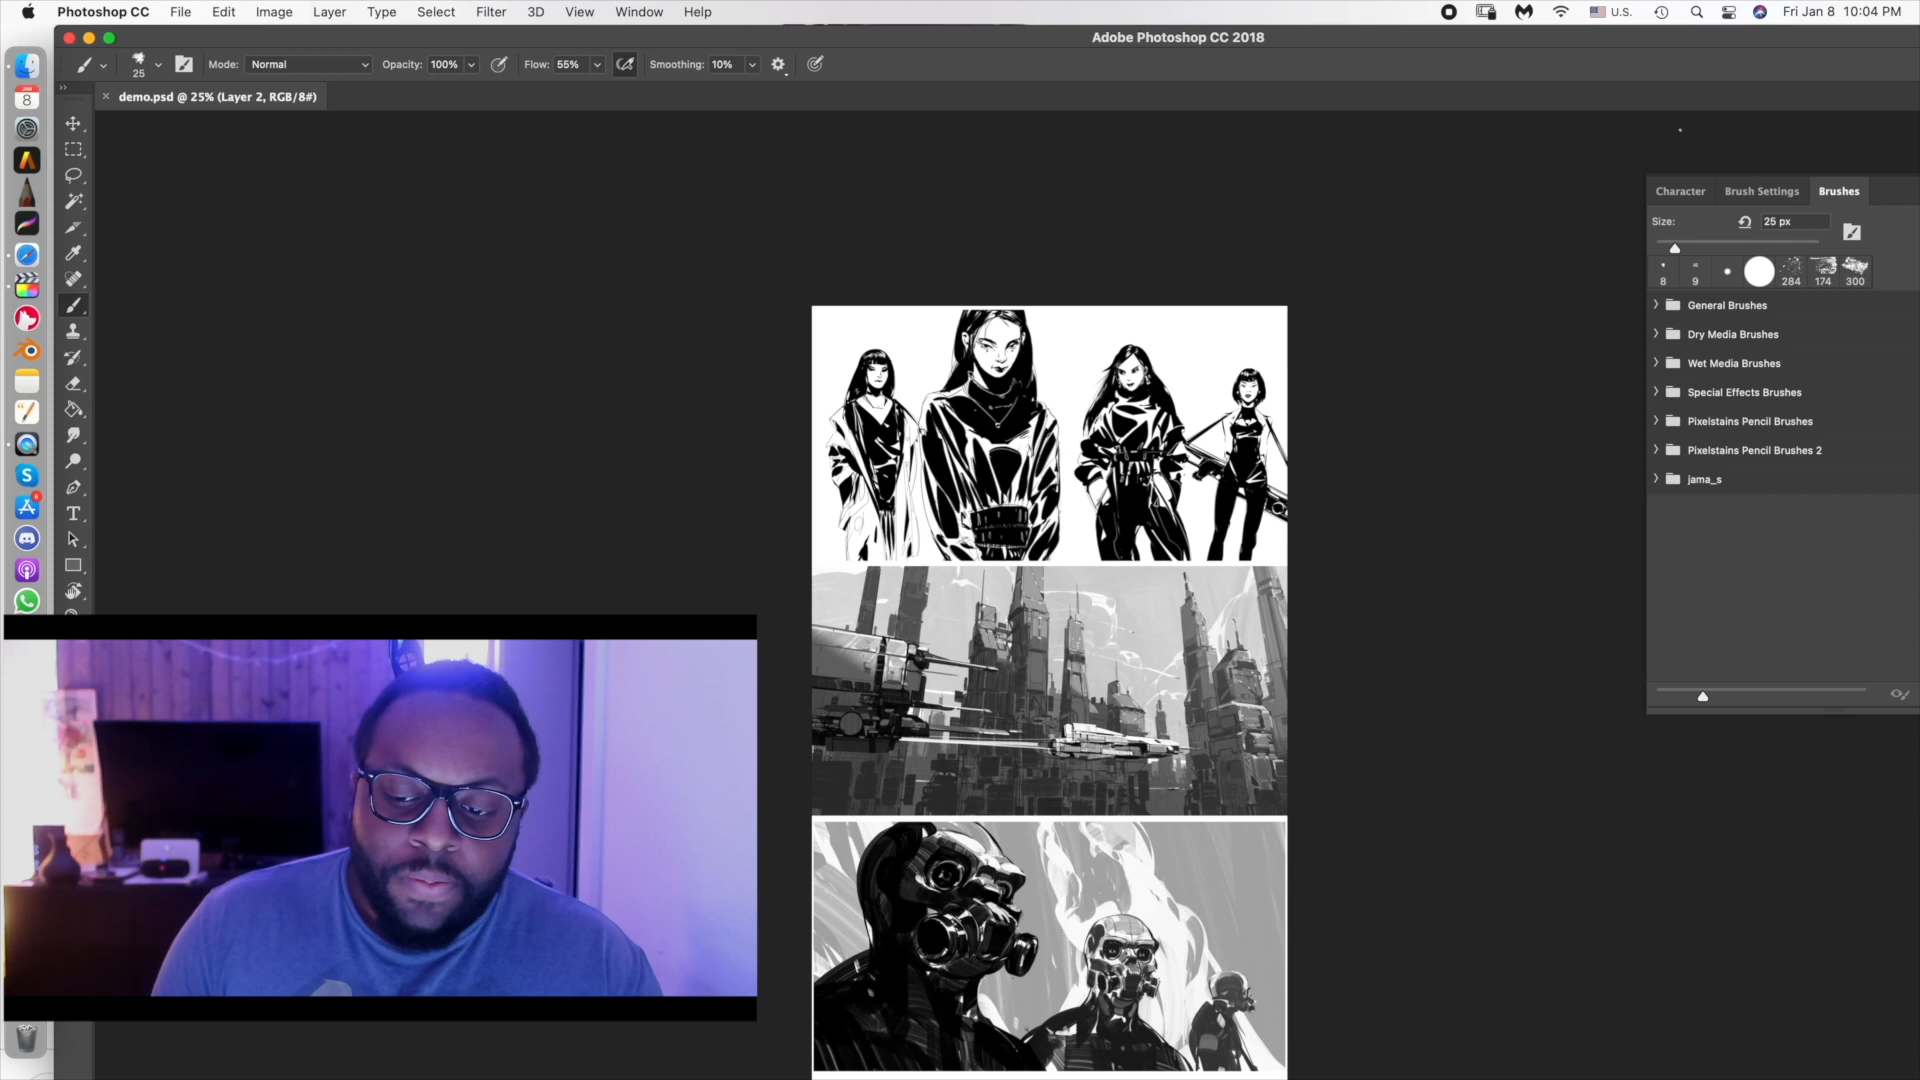 Photoshop CC File Edit Image Layer Type Select Filter 3D View Window Help U.S. Fri Jan 8 10:04 PM
Adobe Photoshop CC 2018
25 Mode: Normal Opacity: 100% Flow: 55% Smoothing: 10%
demo.psd @ 25% (Layer 2, RGB/8#)
JAN
8
6
Character Brush Settings Brushes
Size: 25 px
8 9 284 174 300
General Brushes
Dry Media Brushes
Wet Media Brushes
Special Effects Brushes
Pixelstains Pencil Brushes
Pixelstains Pencil Brushes 2
jama_s